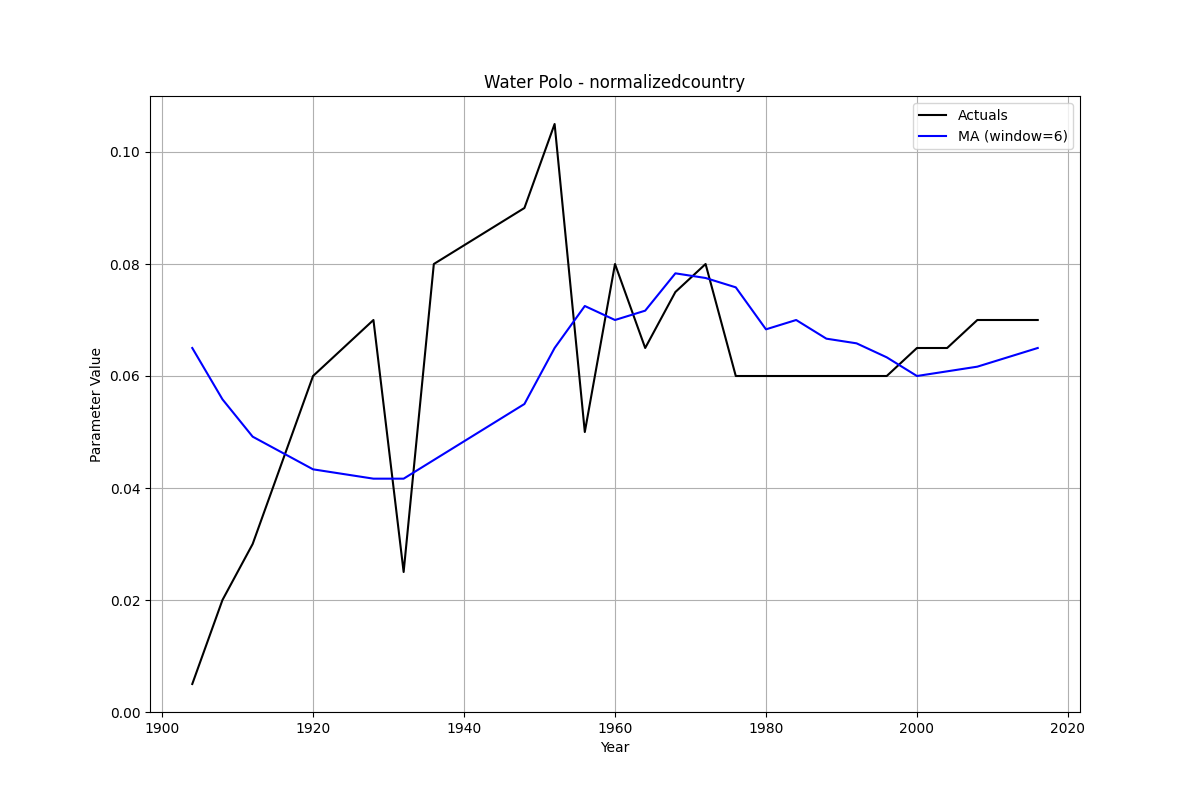 Water Polo - normalizedcountry
Actuals
MA (window=6)
0.10
0.08
0.06
0.04
0.02
0.00
Parameter Value
1900 1920 1940 1960 1980 2000 2020
Year